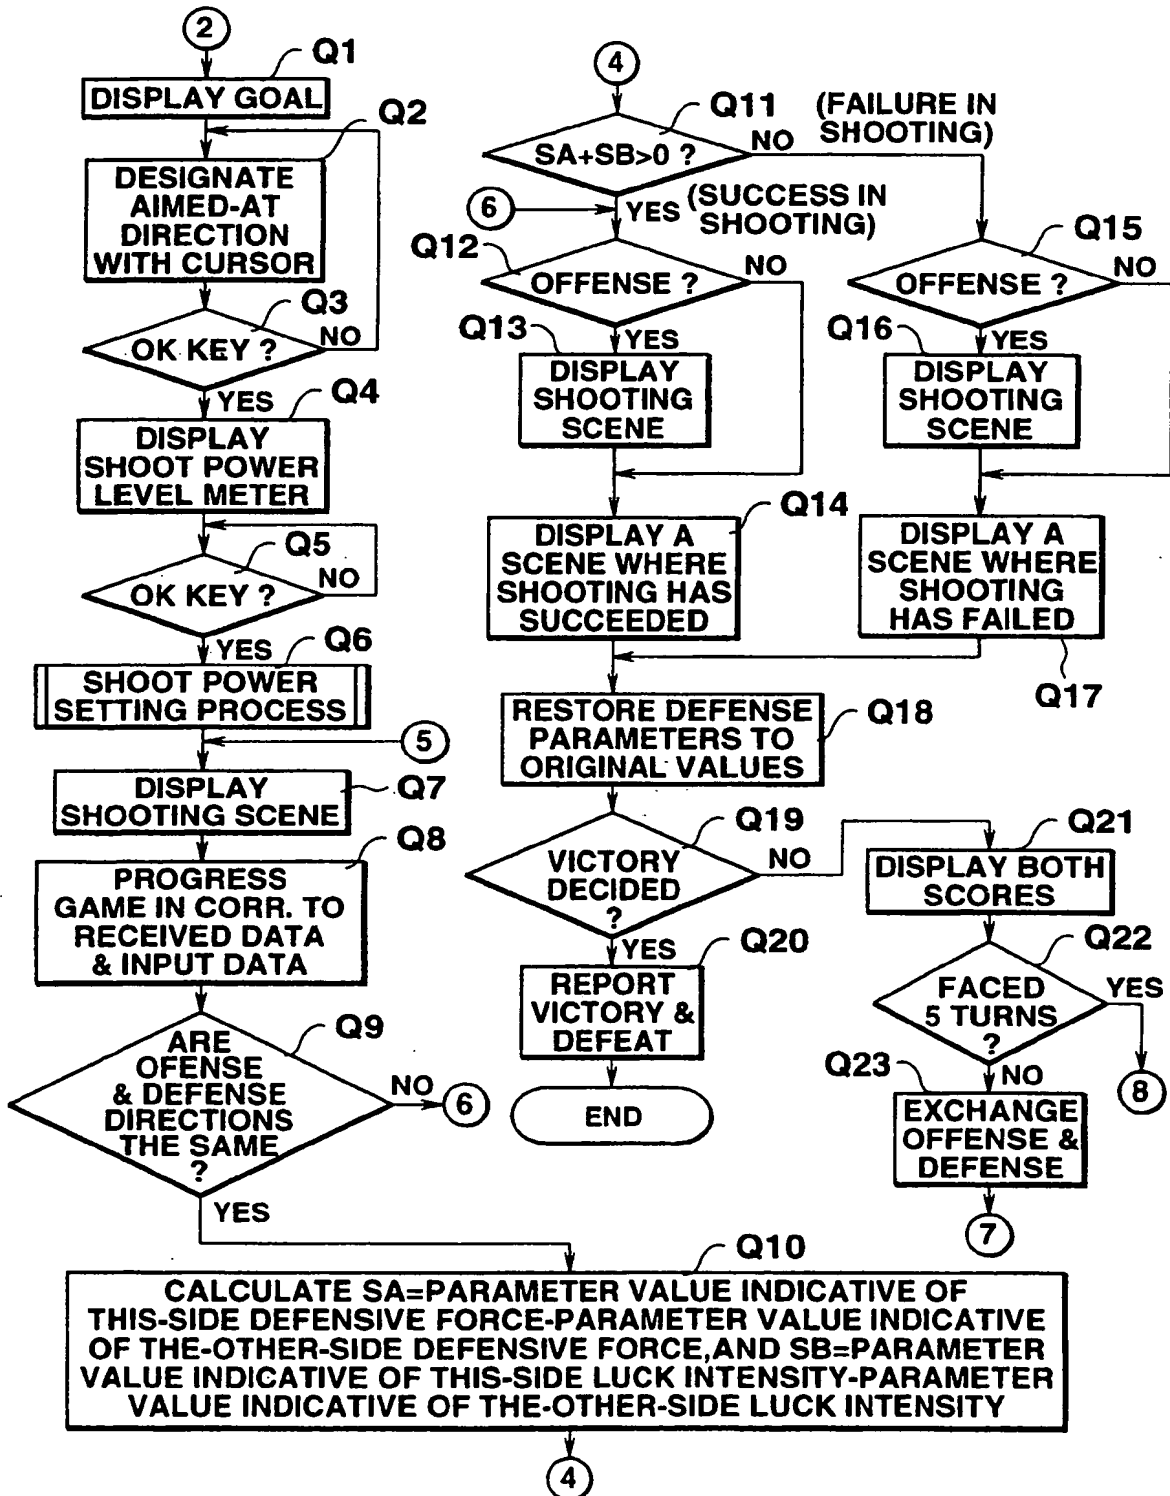 2
Q1
DISPLAY GOAL
Q2
DESIGNATE
AIMED-AT
DIRECTION
WITH CURSOR
Q3
OK KEY ?
NO
YES
Q4
DISPLAY
SHOOT POWER
LEVEL METER
Q5
OK KEY ?
NO
YES
Q6
SHOOT POWER
SETTING PROCESS
5
Q7
DISPLAY
SHOOTING SCENE
Q8
PROGRESS
GAME IN CORR. TO
RECEIVED DATA
& INPUT DATA
Q9
ARE
OFENSE
& DEFENSE
DIRECTIONS
THE SAME
?
NO
6
YES
Q10
CALCULATE SA=PARAMETER VALUE INDICATIVE OF
THIS-SIDE DEFENSIVE FORCE-PARAMETER VALUE INDICATIVE
OF THE-OTHER-SIDE DEFENSIVE FORCE,AND SB=PARAMETER
VALUE INDICATIVE OF THIS-SIDE LUCK INTENSITY-PARAMETER
VALUE INDICATIVE OF THE-OTHER-SIDE LUCK INTENSITY
4
4
Q11
SA+SB>0 ?
NO
(FAILURE IN
SHOOTING)
6
YES
(SUCCESS IN
SHOOTING)
Q12
OFFENSE ?
NO
YES
Q13
DISPLAY
SHOOTING
SCENE
Q14
DISPLAY A
SCENE WHERE
SHOOTING HAS
SUCCEEDED
Q15
OFFENSE ?
NO
YES
Q16
DISPLAY
SHOOTING
SCENE
DISPLAY A
SCENE WHERE
SHOOTING
HAS FAILED
Q17
Q18
RESTORE DEFENSE
PARAMETERS TO
ORIGINAL VALUES
Q19
VICTORY
DECIDED
?
NO
YES
Q20
REPORT
VICTORY &
DEFEAT
END
Q21
DISPLAY BOTH
SCORES
Q22
FACED
5 TURNS
?
YES
8
NO
Q23
EXCHANGE
OFFENSE &
DEFENSE
7